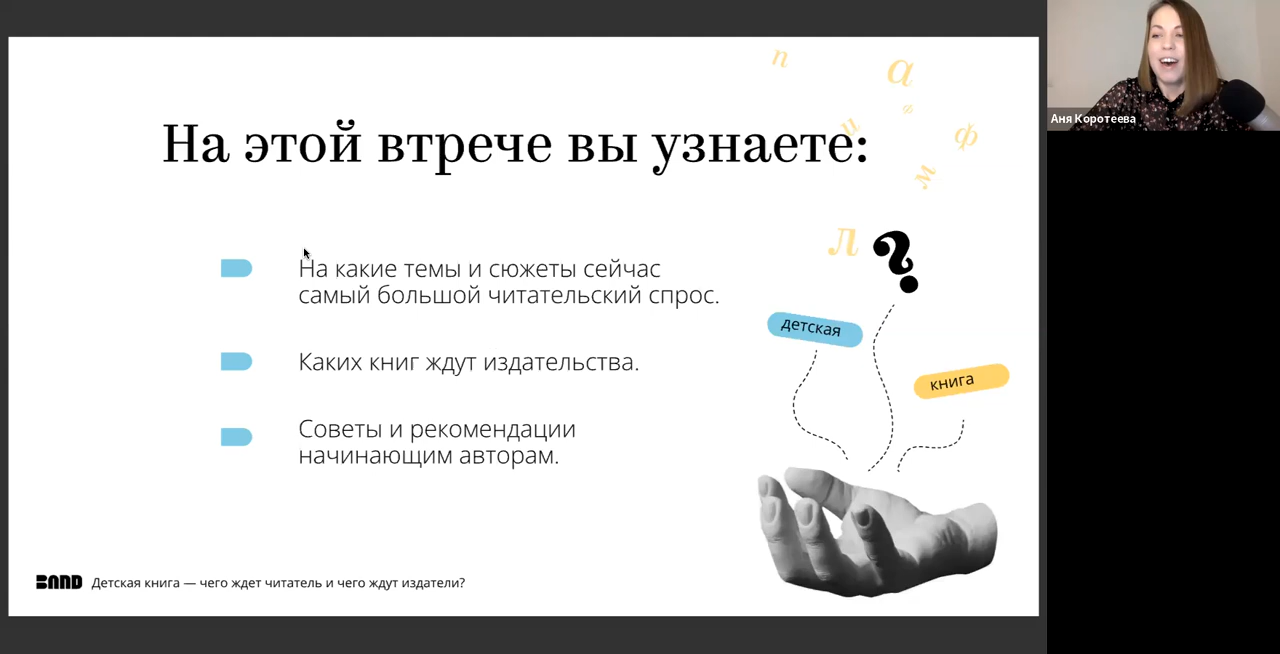 На этой втрече вы узнаете:
На какие темы и сюжеты сейчас
самый большой читательский спрос.
Каких книг ждут издательства.
Советы и рекомендации
начинающим авторам.
п
а
ф
и
ф
м
л
?
детская
книга
BAND Детская книга — чего ждет читатель и чего ждут издатели?
Аня Коротеева